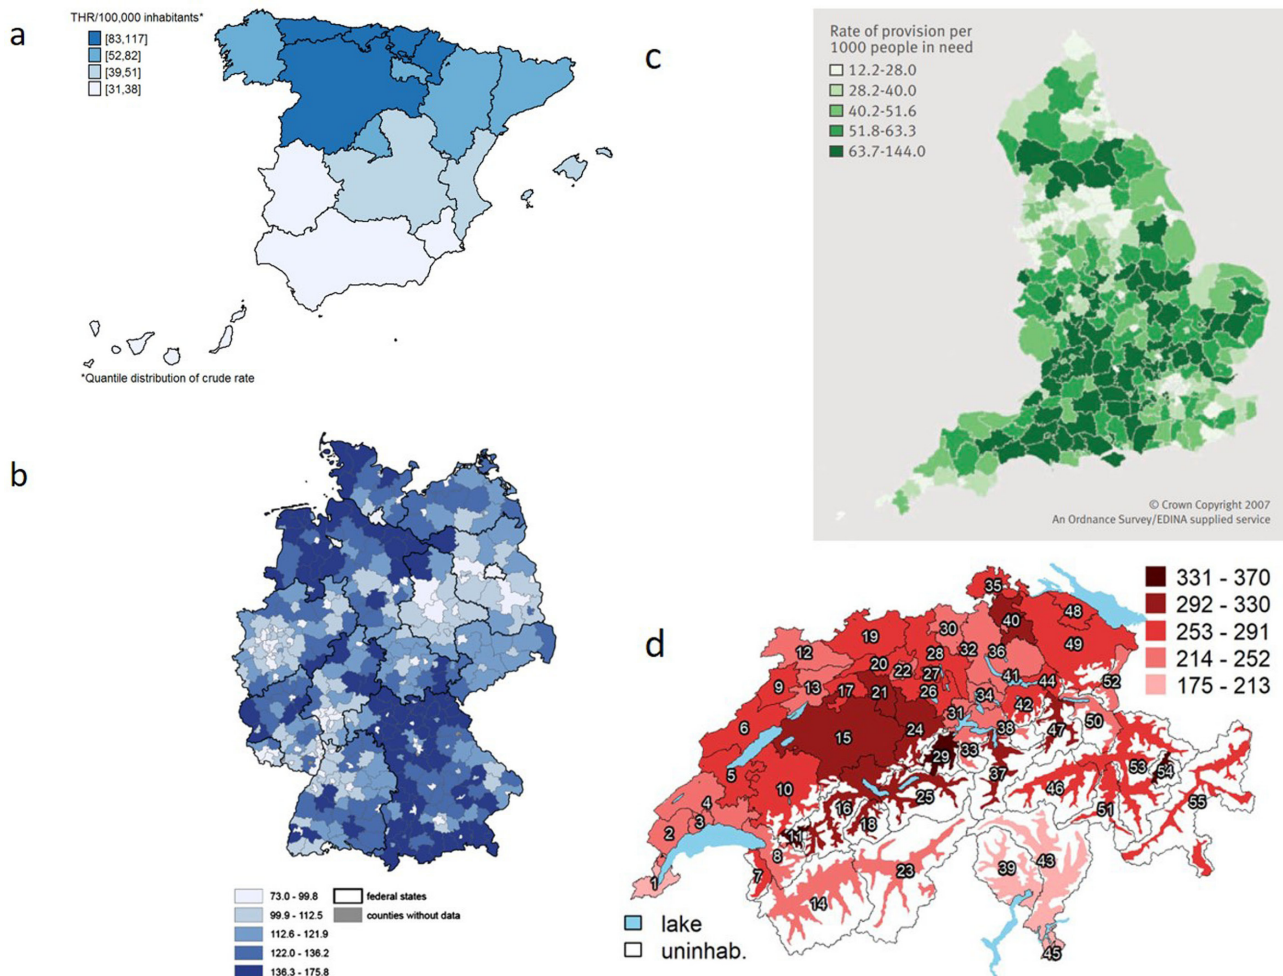 a
THR/100,000 inhabitants*
[83,117]
[52,82]
[39,51]
[31,38]
*Quantile distribution of crude rate
b
73.0 - 99.8
99.9 - 112.5
112.6 - 121.9
122.0 - 136.2
136.3 - 175.8
federal states
counties without data
c
Rate of provision per
1000 people in need
12.2-28.0
28.2-40.0
40.2-51.6
51.8-63.3
63.7-144.0
© Crown Copyright 2007
An Ordnance Survey/EDINA supplied service
d
331 - 370
292 - 330
253 - 291
214 - 252
175 - 213
35
48
40
49
30
19
32
36
12
28
20
22
27
41
44
52
9
13
17
21
26
34
42
50
6
31
38
15
24
47
29
33
53
54
5
37
10
46
55
4
25
16
51
3
18
2
11
8
43
7
23
39
1
14
45
lake
uninhab.